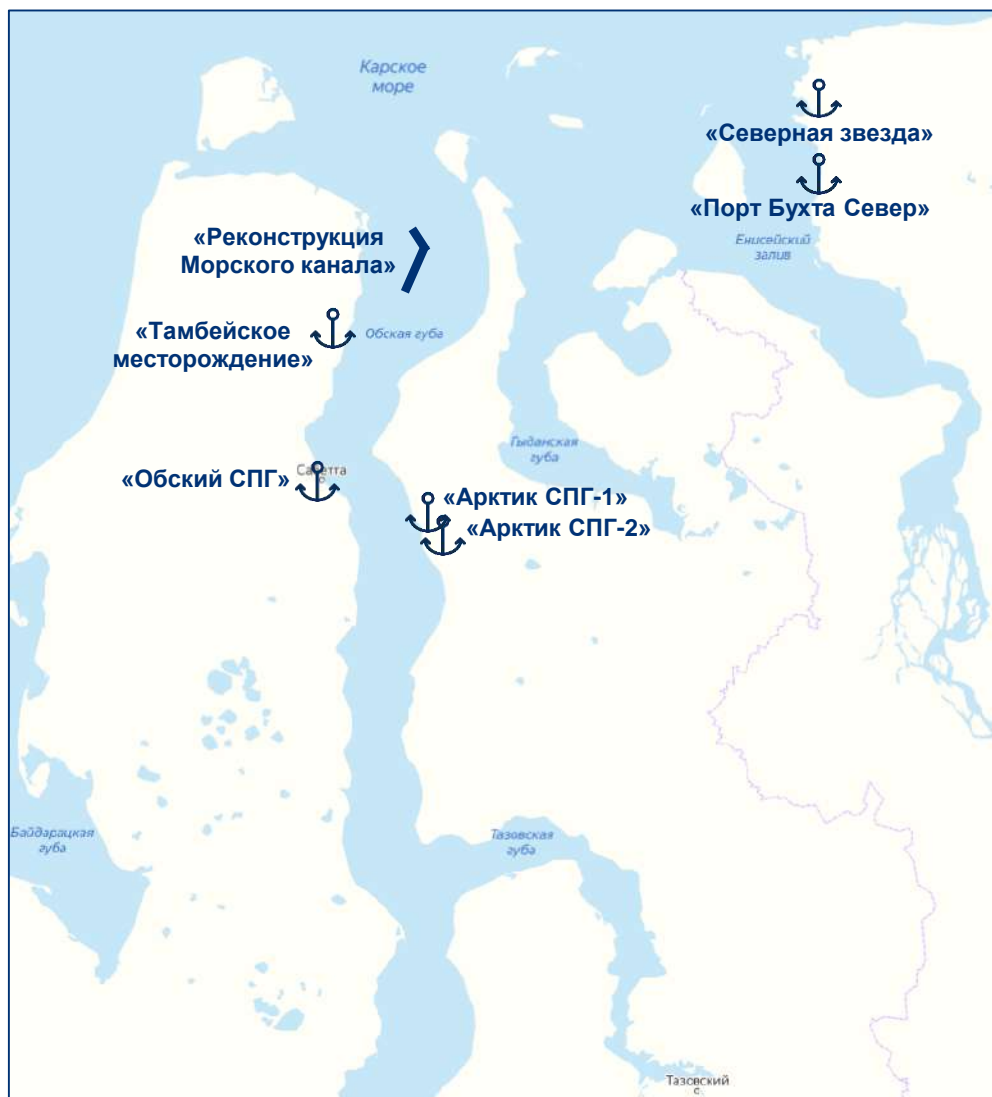 Карское
море
«Северная звезда»
«Порт Бухта Север»
«Реконструкция
Морского канала»
Енисейский
залив
«Тамбейское
месторождение»
Обская губа
Гыданская
губа
«Обский СПГ»
«Арктик СПГ-1»
«Арктик СПГ-2»
Байдарацкая
губа
Тазовская
губа
Тазовский
с.